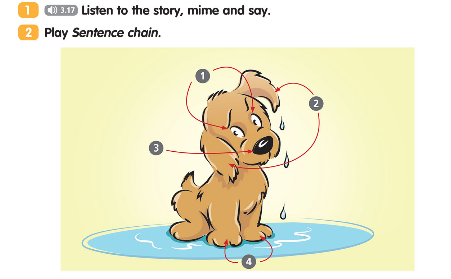 1 3.17 Listen to the story, mime and say.
2 Play Sentence chain.
1
2
3
4